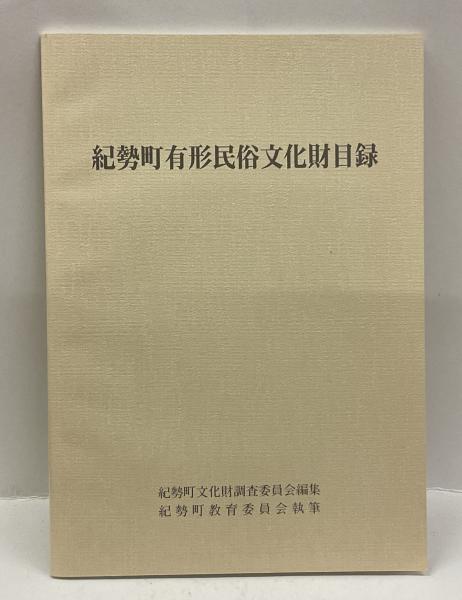 紀勢町有形民俗文化財目録
紀勢町文化財調査委員会編集
紀勢町教育委員会執筆